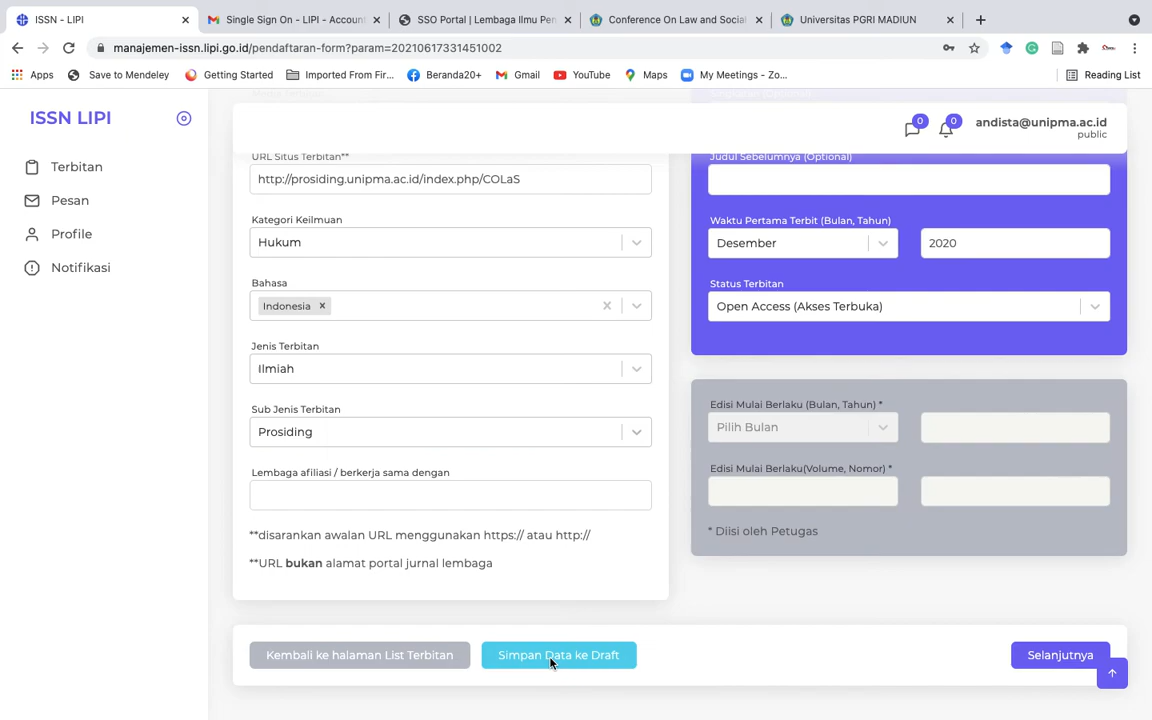 ISSN - LIPI
Single Sign On - LIPI - Accoun
SSO Portal | Lembaga Ilmu Pen
Conference On Law and Social
Universitas PGRI MADIUN
manajemen-issn.lipi.go.id/pendaftaran-form?param=20210617331451002
Apps
Save to Mendeley
Getting Started
Imported From Fir...
Beranda20+
Gmail
YouTube
Maps
My Meetings - Zo...
Reading List
ISSN LIPI
Terbitan
Pesan
Profile
Notifikasi
0
0
andista@unipma.ac.id
public
URL Situs Terbitan**
http://prosiding.unipma.ac.id/index.php/COLaS
Kategori Keilmuan
Hukum
Bahasa
Indonesia
Jenis Terbitan
Ilmiah
Sub Jenis Terbitan
Prosiding
Lembaga afiliasi / berkerja sama dengan
**disarankan awalan URL menggunakan https:// atau http://
**URL bukan alamat portal jurnal lembaga
Judul Sebelumnya (Optional)
Waktu Pertama Terbit (Bulan, Tahun)
Desember
2020
Status Terbitan
Open Access (Akses Terbuka)
Edisi Mulai Berlaku (Bulan, Tahun) *
Pilih Bulan
Edisi Mulai Berlaku(Volume, Nomor) *
* Diisi oleh Petugas
Kembali ke halaman List Terbitan
Simpan Data ke Draft
Selanjutnya